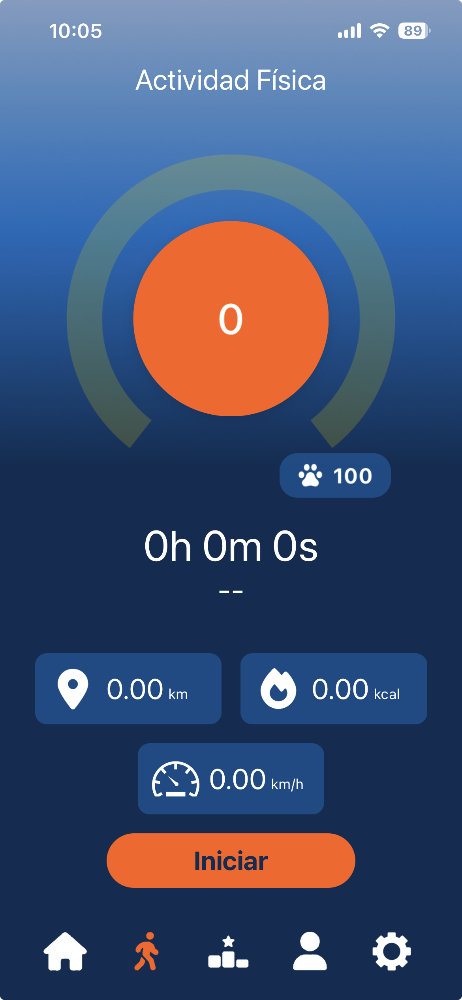 10:05 89
Actividad Física
0
100
0h 0m 0s
--
0.00 km
0.00 kcal
0.00 km/h
Iniciar